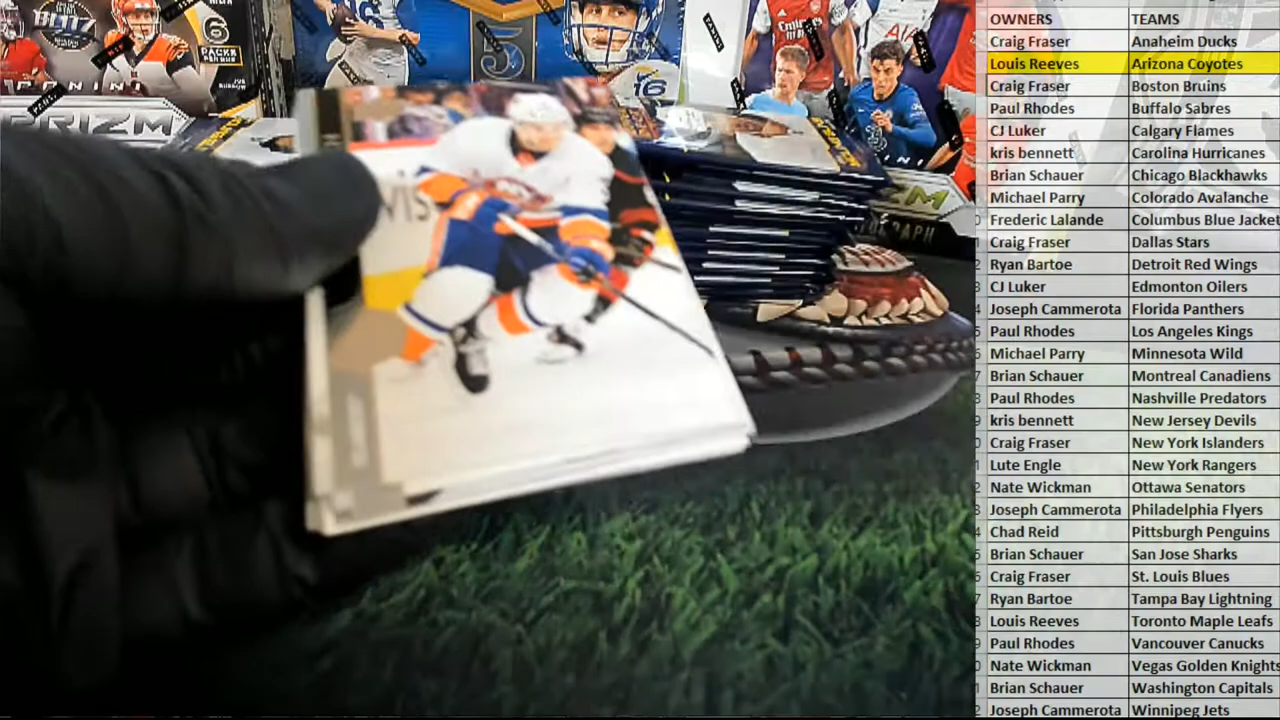 BLITZ
6
PACKS
PANINI
PRIZM
5
16
VIS
OWNERS TEAMS
Craig Fraser Anaheim Ducks
Louis Reeves Arizona Coyotes
Craig Fraser Boston Bruins
Paul Rhodes Buffalo Sabres
CJ Luker Calgary Flames
kris bennett Carolina Hurricanes
Brian Schauer Chicago Blackhawks
Michael Parry Colorado Avalanche
Frederic Lalande Columbus Blue Jacket
Craig Fraser Dallas Stars
Ryan Bartoe Detroit Red Wings
CJ Luker Edmonton Oilers
Joseph Cammerota Florida Panthers
Paul Rhodes Los Angeles Kings
Michael Parry Minnesota Wild
Brian Schauer Montreal Canadiens
Paul Rhodes Nashville Predators
kris bennett New Jersey Devils
Craig Fraser New York Islanders
Lute Engle New York Rangers
Nate Wickman Ottawa Senators
Joseph Cammerota Philadelphia Flyers
Chad Reid Pittsburgh Penguins
Brian Schauer San Jose Sharks
Craig Fraser St. Louis Blues
Ryan Bartoe Tampa Bay Lightning
Louis Reeves Toronto Maple Leafs
Paul Rhodes Vancouver Canucks
Nate Wickman Vegas Golden Knights
Brian Schauer Washington Capitals
Joseph Cammerota Winnipeg Jets